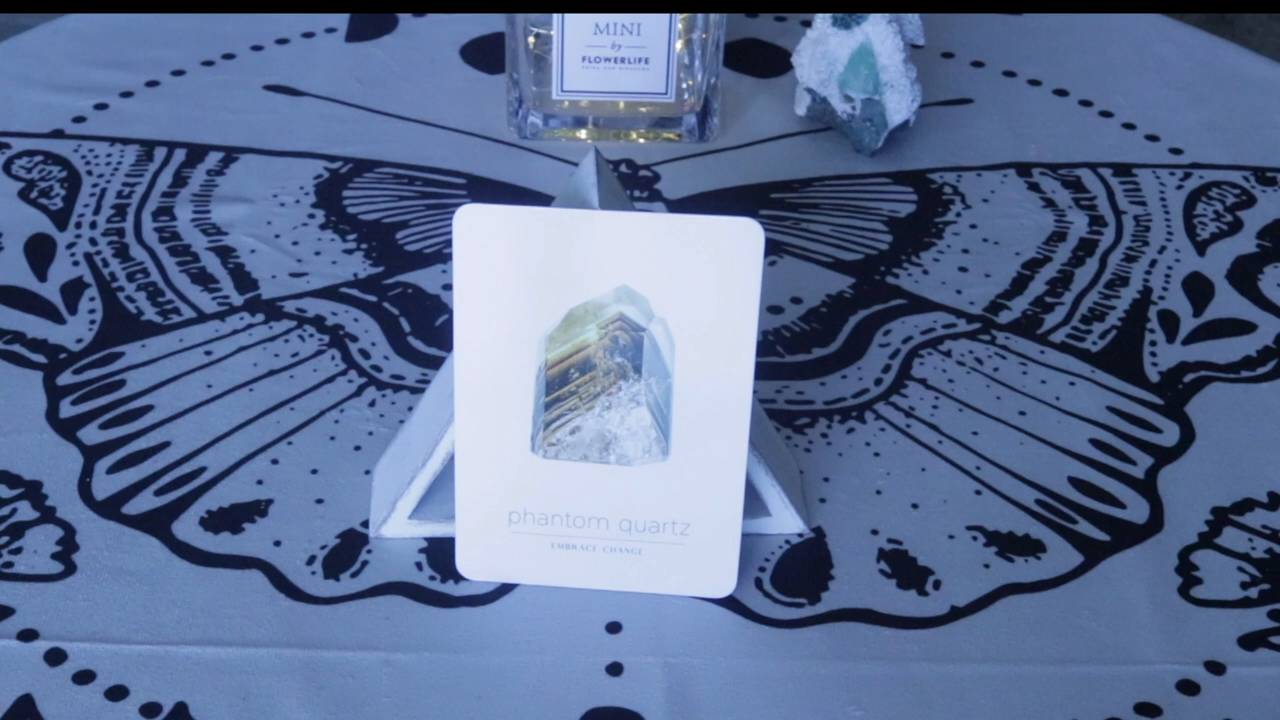 MINI
by
FLOWERLIFE
phantom quartz
EMBRACE CHANGE